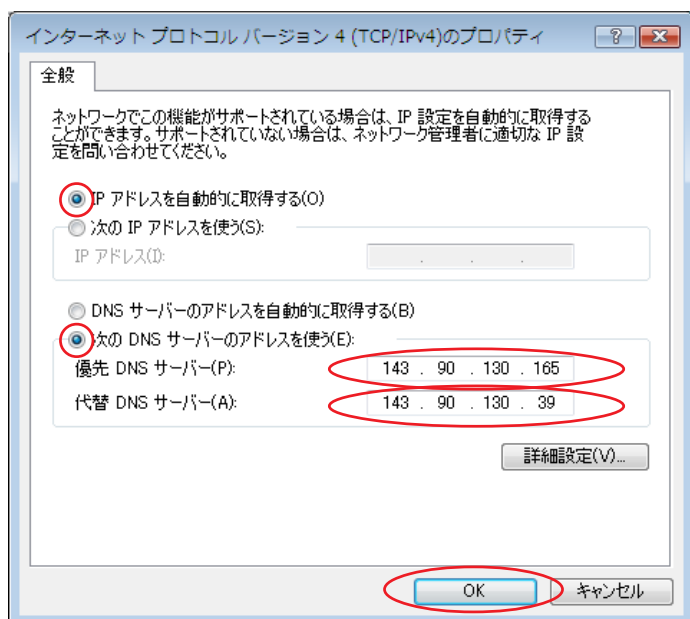 インターネット プロトコル バージョン 4 (TCP/IPv4)のプロパティ
全般
ネットワークでこの機能がサポートされている場合は、IP 設定を自動的に取得する
ことができます。サポートされていない場合は、ネットワーク管理者に適切な IP 設
定を問い合わせてください。
IP アドレスを自動的に取得する(O)
次の IP アドレスを使う(S):
IP アドレス(I): . . .
DNS サーバーのアドレスを自動的に取得する(B)
次の DNS サーバーのアドレスを使う(E):
優先 DNS サーバー(P): 143 . 90 . 130 . 165
代替 DNS サーバー(A): 143 . 90 . 130 . 39
詳細設定(V)...
OK キャンセル